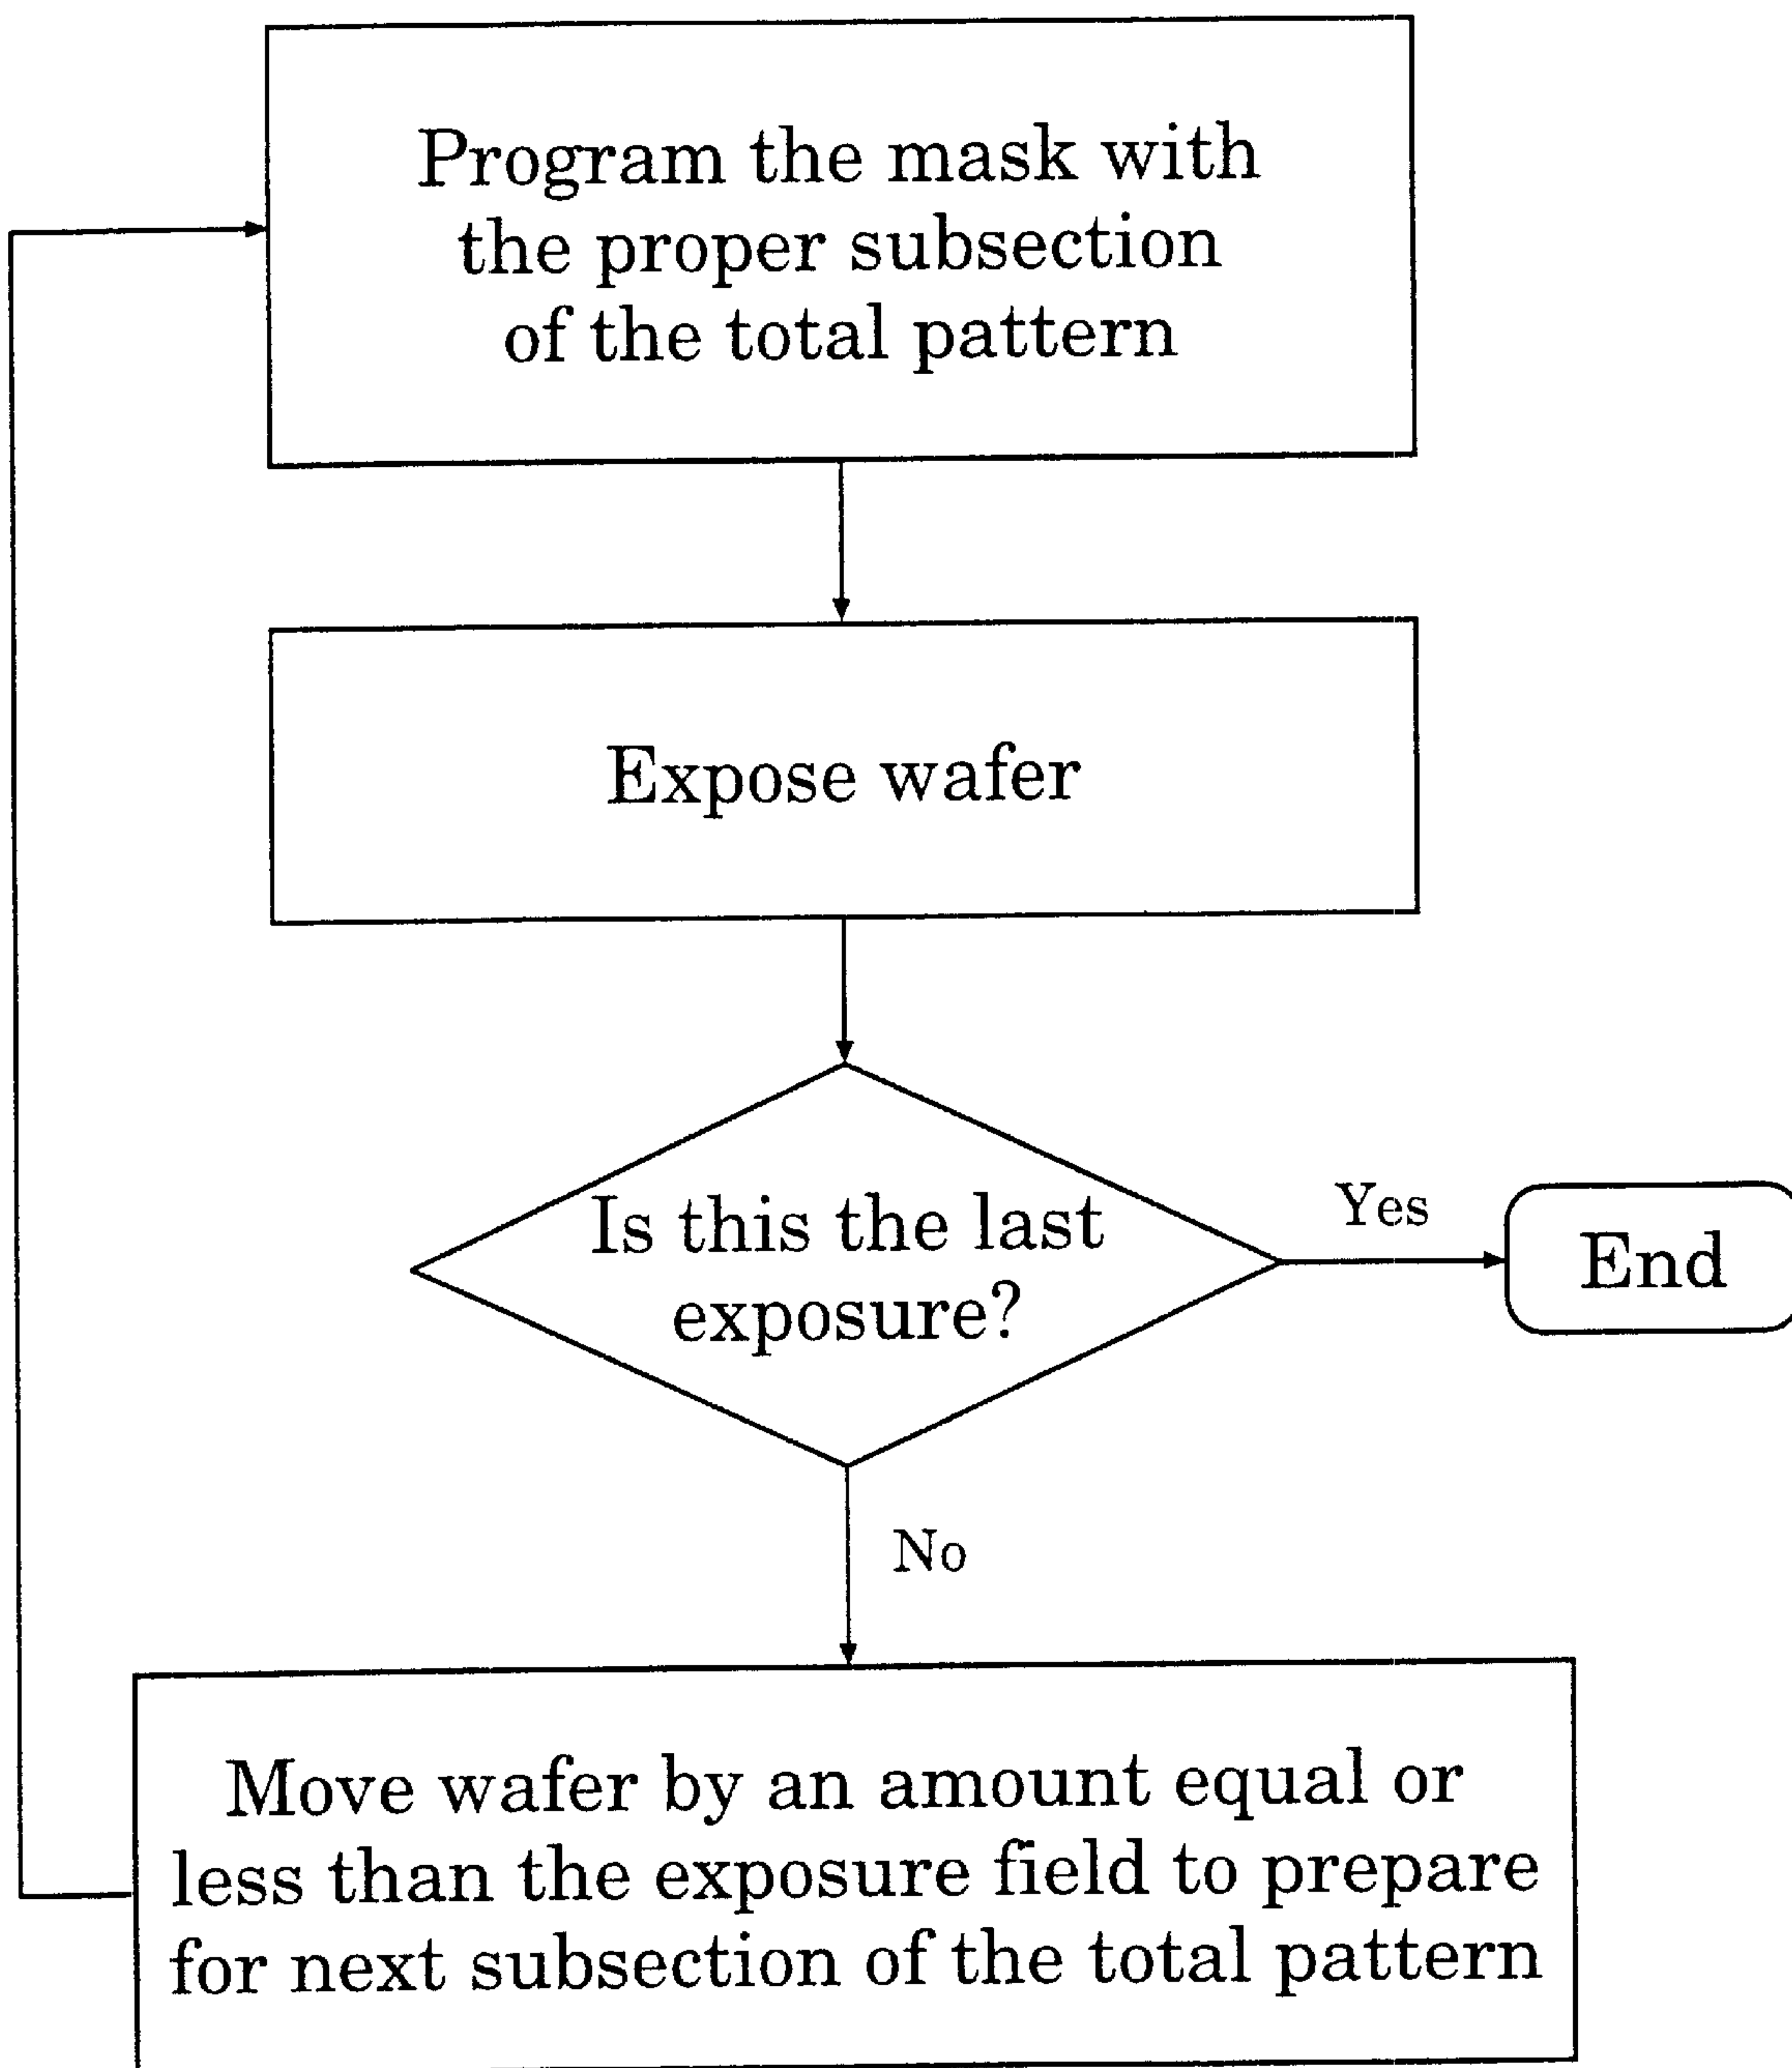 Program the mask with
the proper subsection
of the total pattern
Expose wafer
Is this the last
exposure?
Yes
End
No
Move wafer by an amount equal or
less than the exposure field to prepare
for next subsection of the total pattern